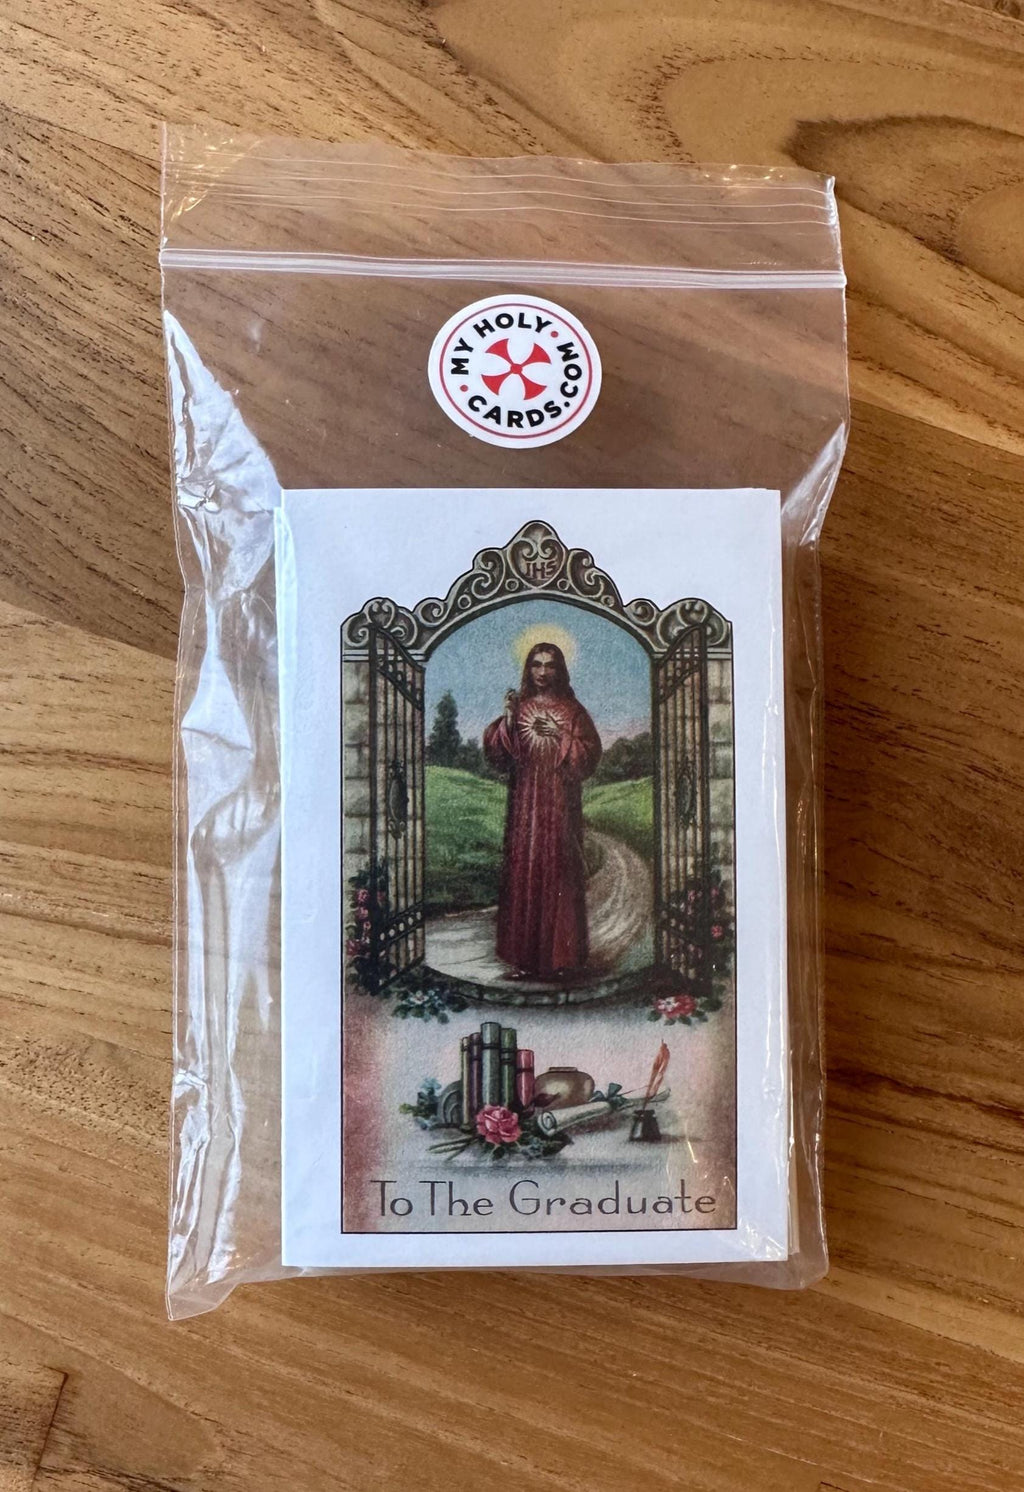 MY HOLY
CARDS.COM
IHS
To The Graduate